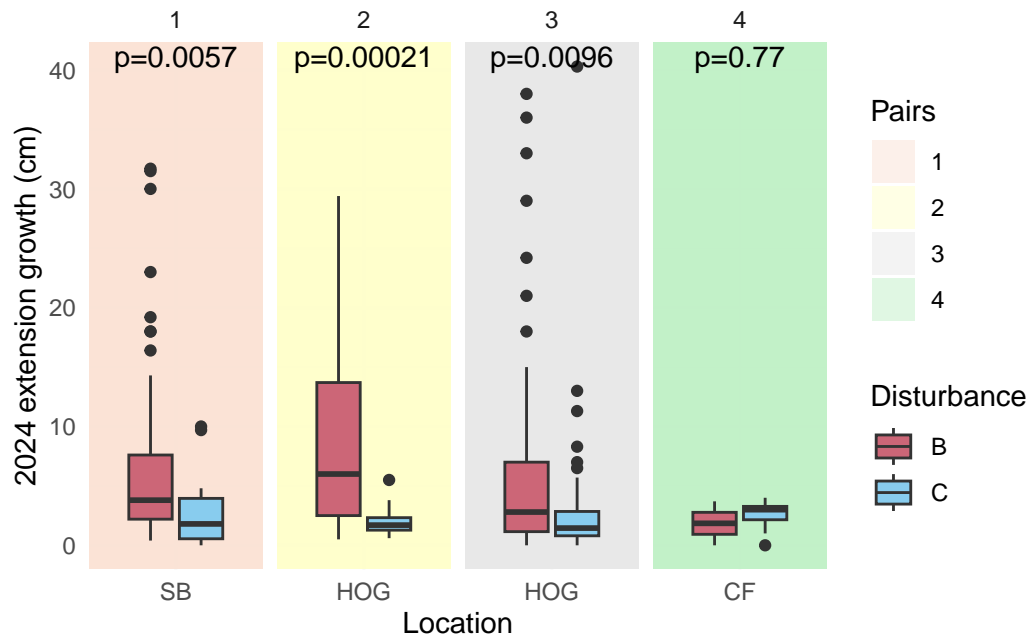 1 2 3 4
p=0.0057 p=0.00021 p=0.0096 p=0.77
40
30
20
10
0
2024 extension growth (cm)
SB HOG HOG CF
Location
Pairs
1
2
3
4
Disturbance
B
C